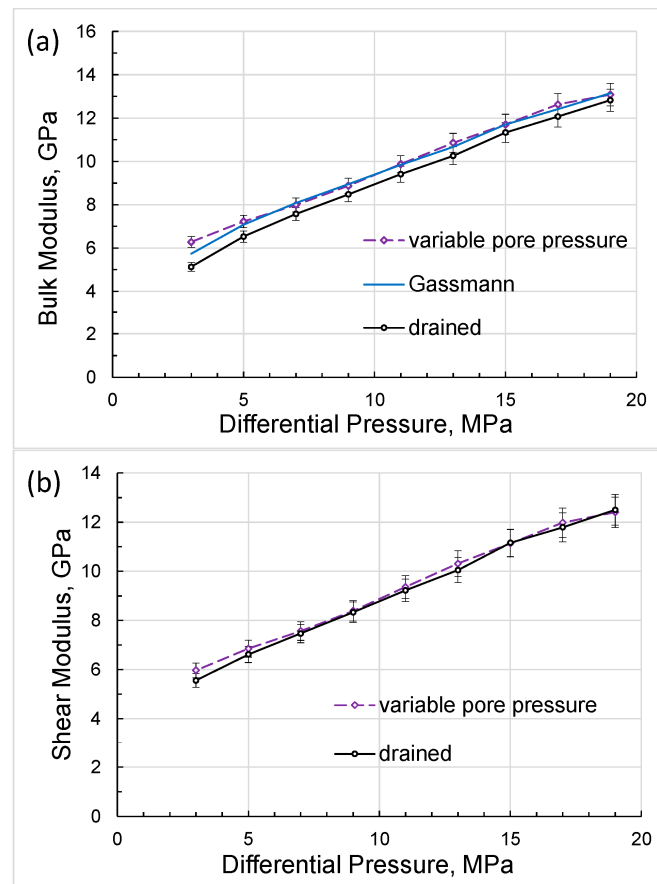 (a)
16
14
12
10
8
6
4
2
0
Bulk Modulus, GPa
variable pore pressure
Gassmann
drained
0 5 10 15 20
Differential Pressure, MPa
(b)
14
12
10
8
6
4
2
0
Shear Modulus, GPa
variable pore pressure
drained
0 5 10 15 20
Differential Pressure, MPa